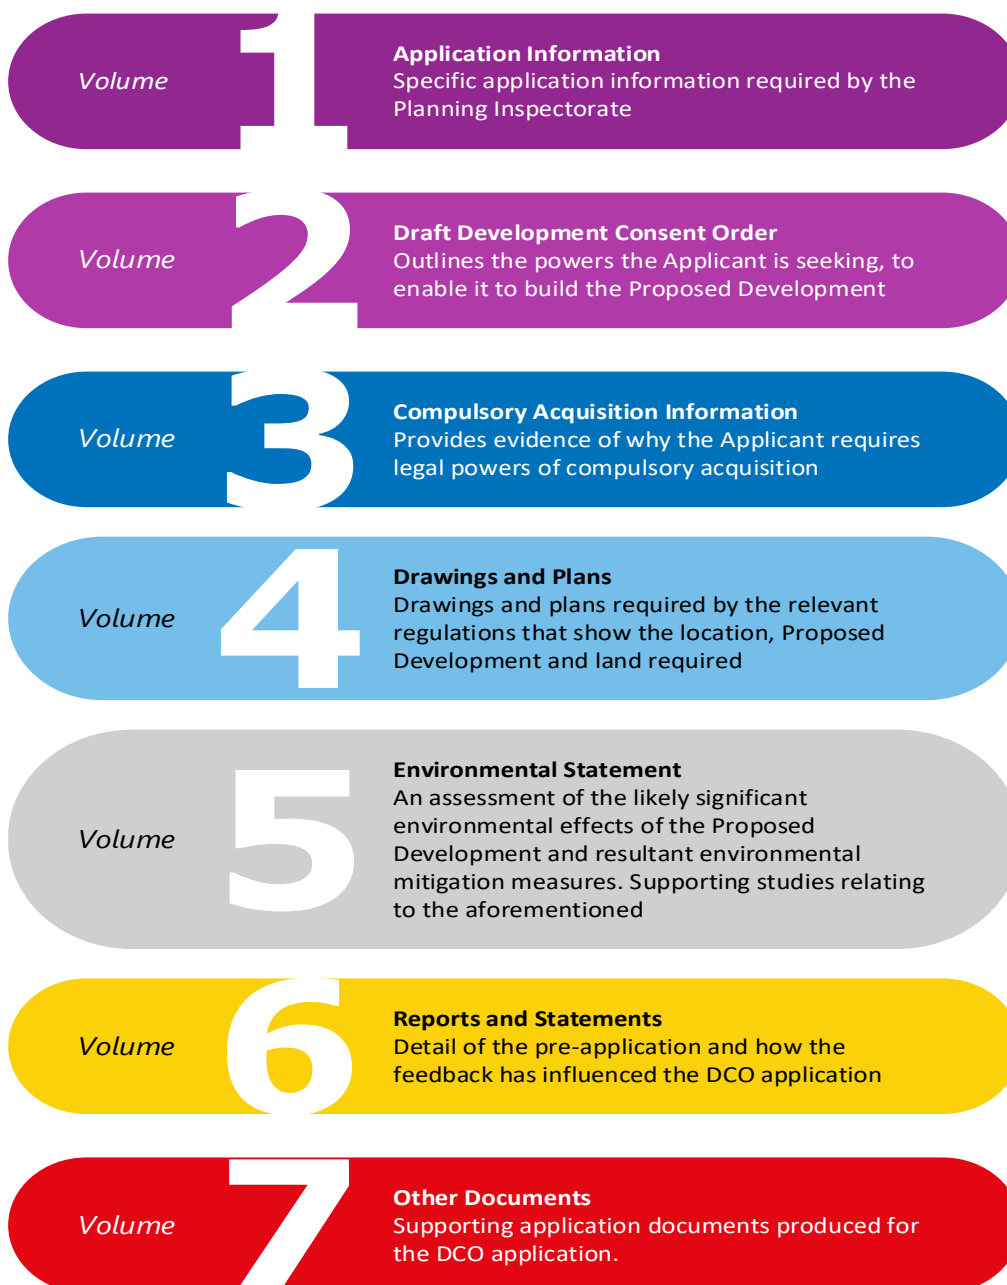 Volume 1
Application Information
Specific application information required by the
Planning Inspectorate
Volume 2
Draft Development Consent Order
Outlines the powers the Applicant is seeking, to
enable it to build the Proposed Development
Volume 3
Compulsory Acquisition Information
Provides evidence of why the Applicant requires
legal powers of compulsory acquisition
Volume 4
Drawings and Plans
Drawings and plans required by the relevant
regulations that show the location, Proposed
Development and land required
Volume 5
Environmental Statement
An assessment of the likely significant
environmental effects of the Proposed
Development and resultant environmental
mitigation measures. Supporting studies relating
to the aforementioned
Volume 6
Reports and Statements
Detail of the pre-application and how the
feedback has influenced the DCO application
Volume 7
Other Documents
Supporting application documents produced for
the DCO application.